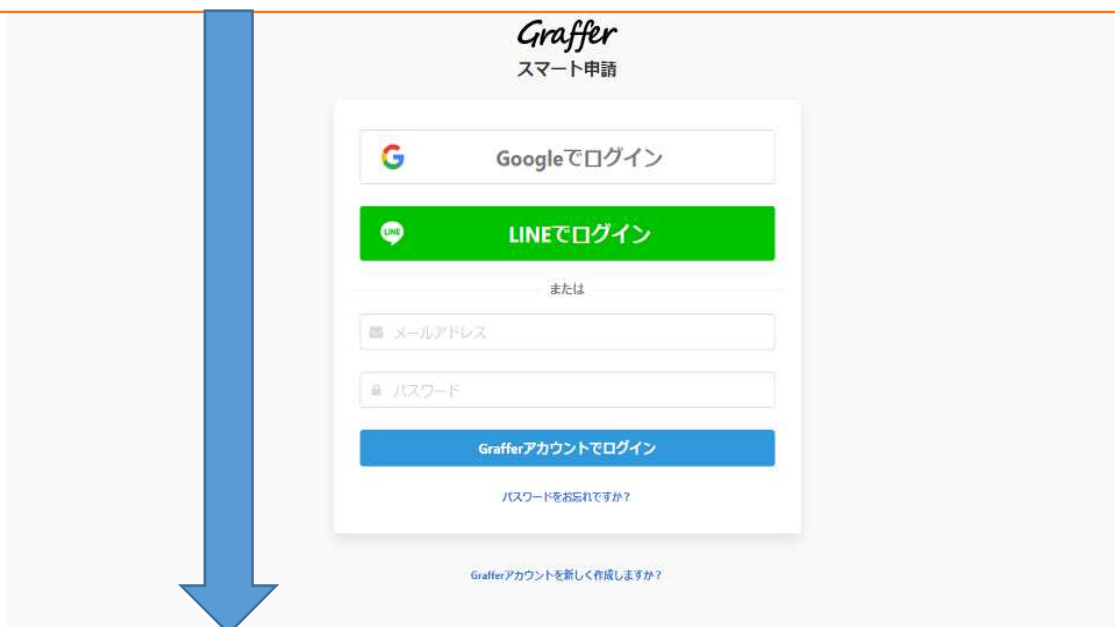 Graffer
スマート申請
Googleでログイン
LINE
LINEでログイン
または
メールアドレス
パスワード
Grafferアカウントでログイン
パスワードをお忘れですか？
Grafferアカウントを新しく作成しますか？